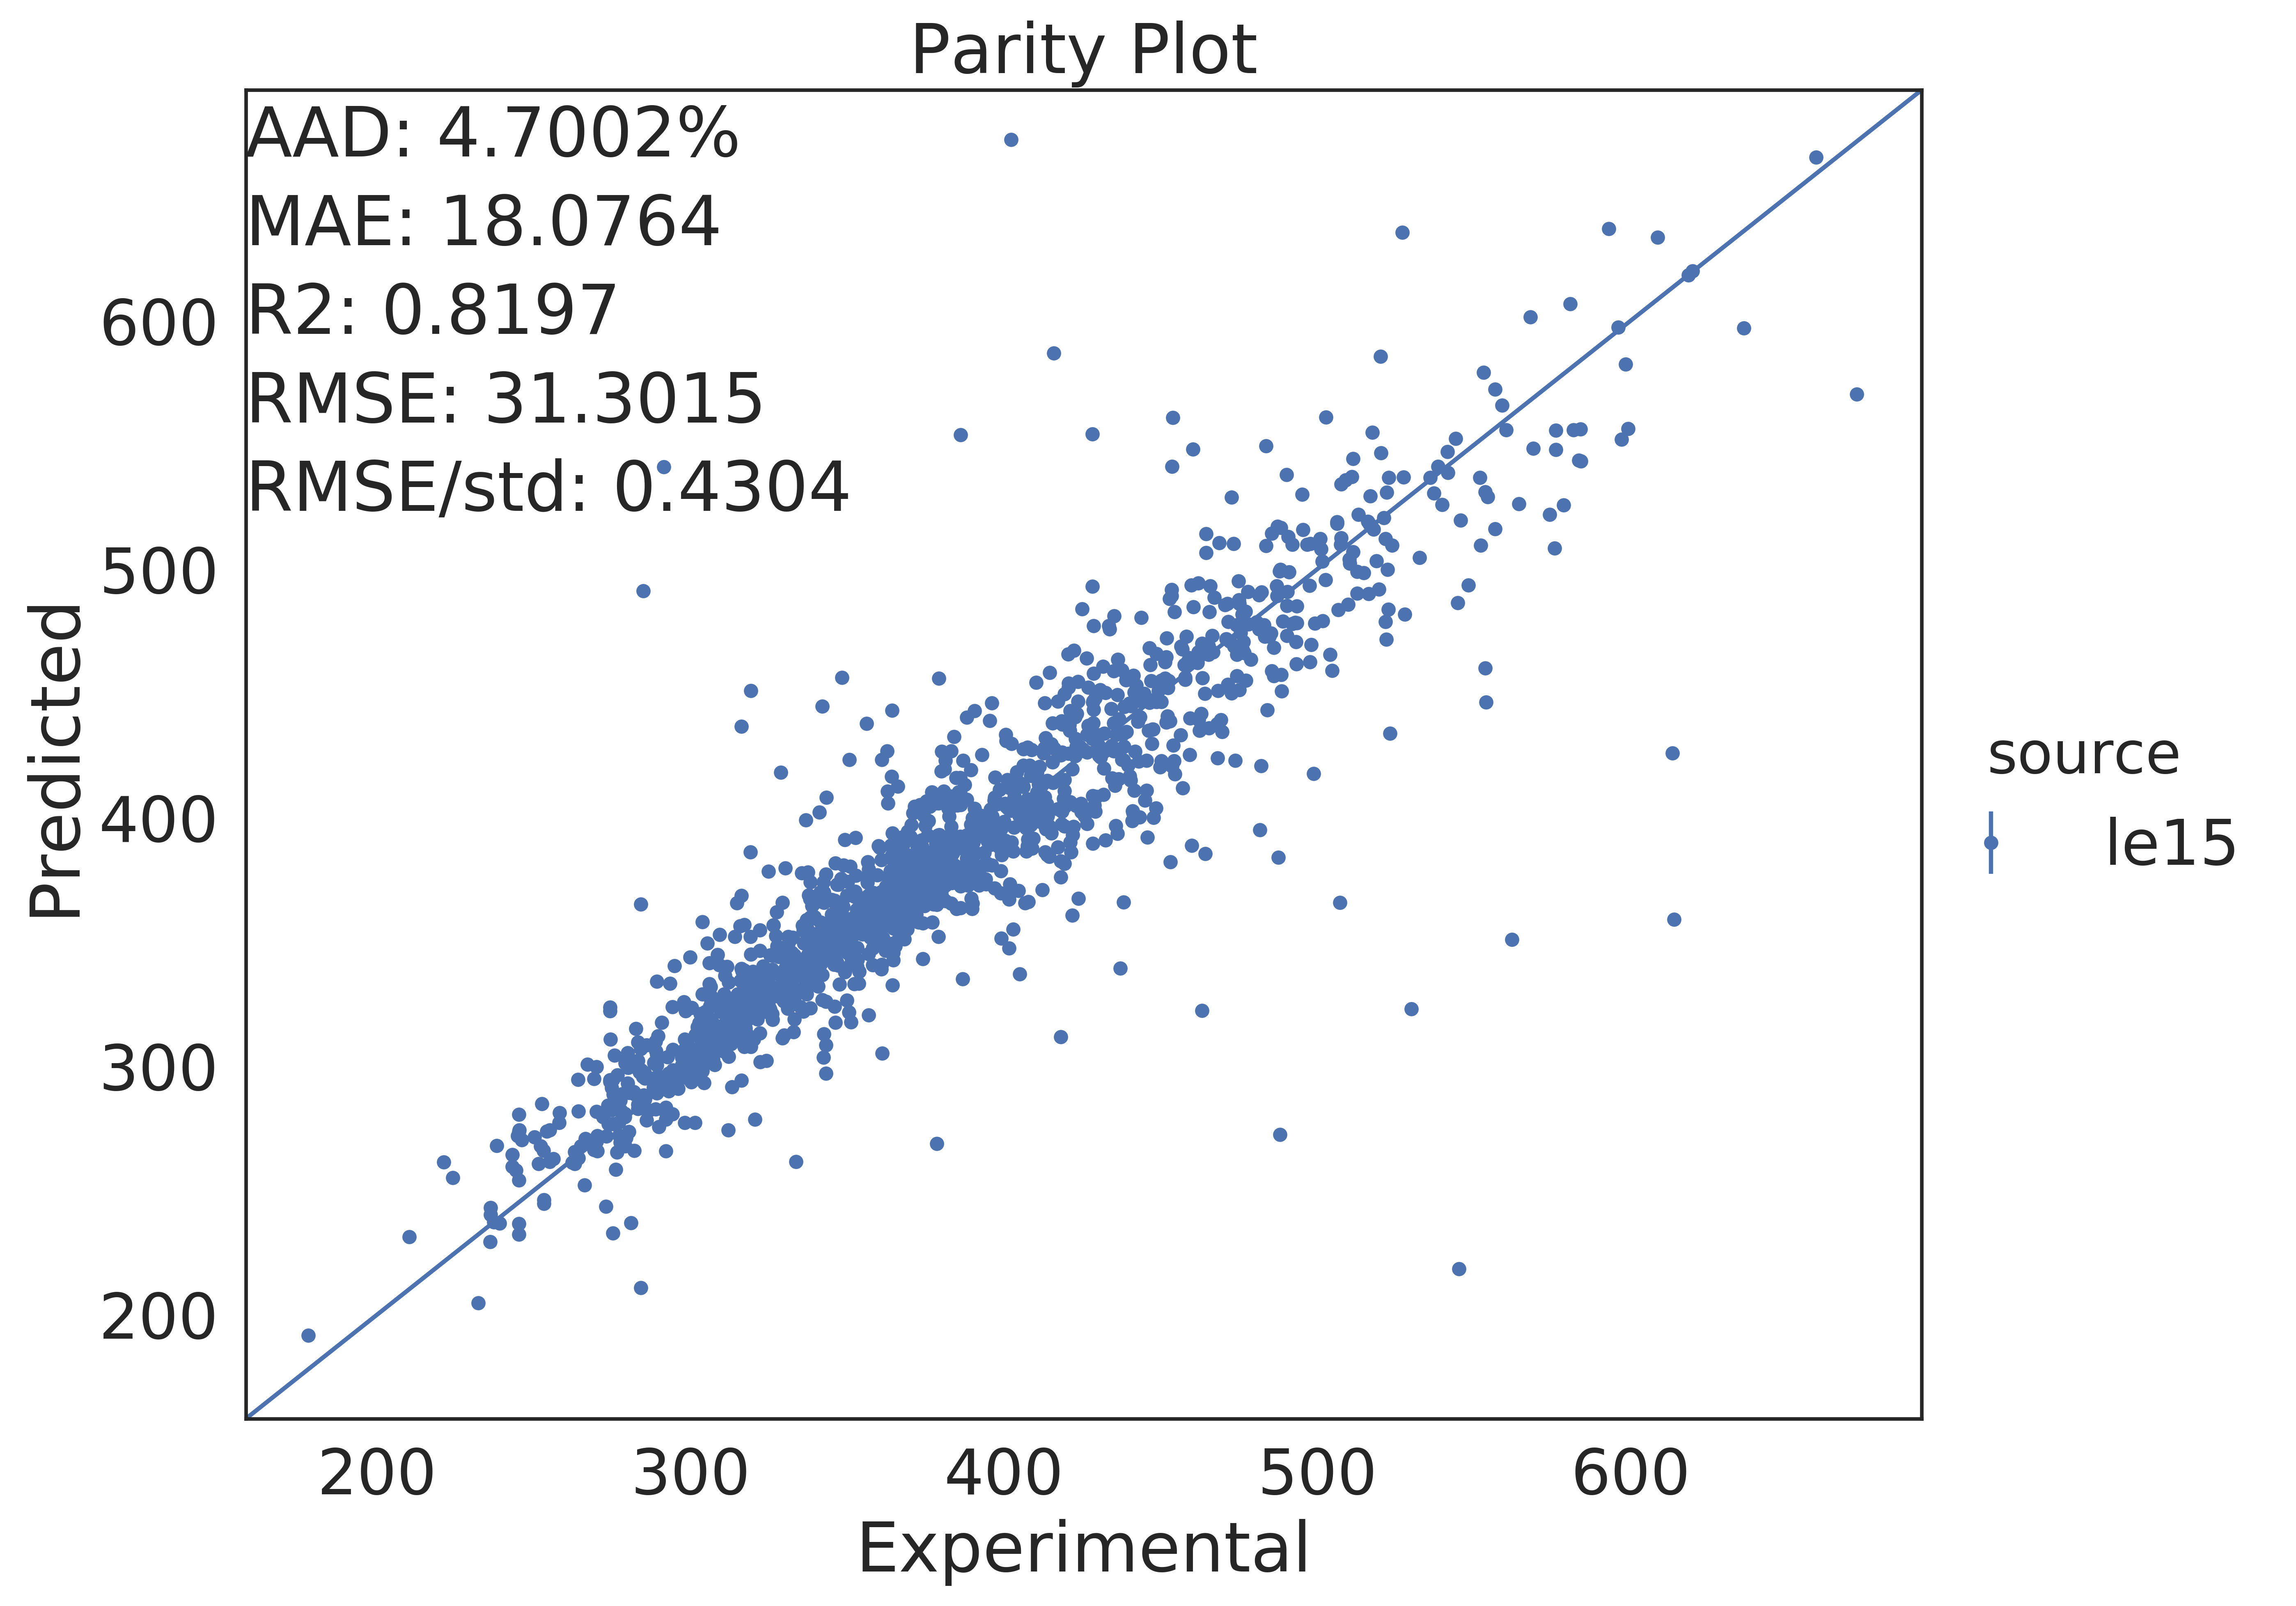 Parity Plot
AAD: 4.7002%
MAE: 18.0764
R2: 0.8197
RMSE: 31.3015
RMSE/std: 0.4304
600
500
400
300
200
Predicted
200 300 400 500 600
Experimental
source
le15